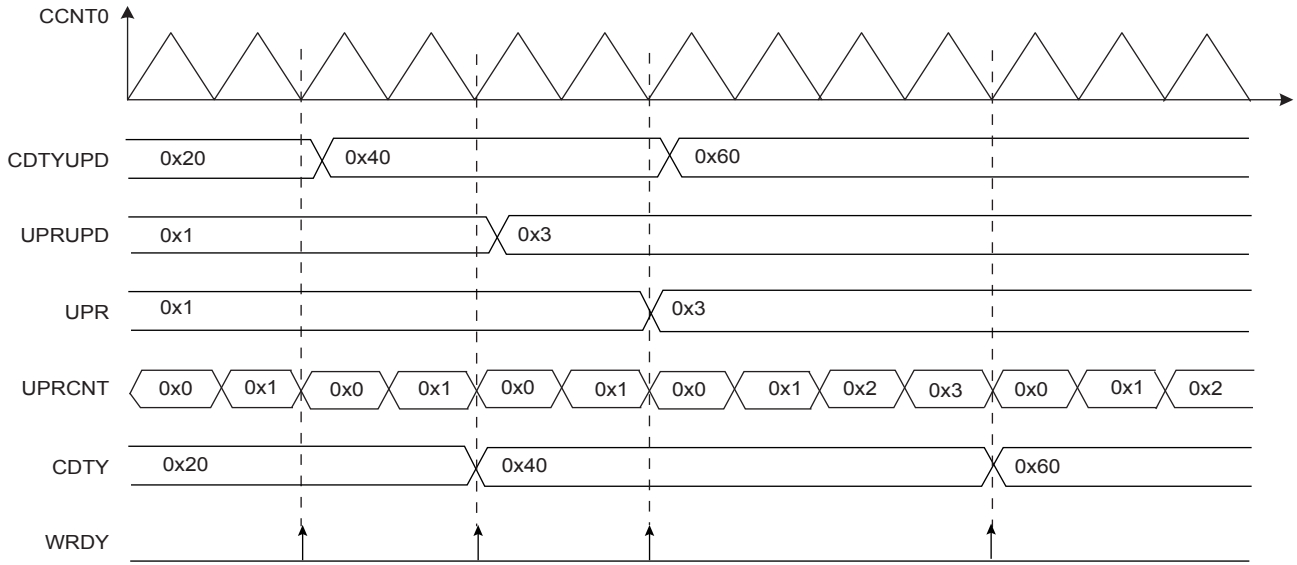 CCNT0
CDTYUPD 0x20 0x40 0x60
UPRUPD 0x1 0x3
UPR 0x1 0x3
UPRCNT 0x0 0x1 0x0 0x1 0x0 0x1 0x0 0x1 0x2 0x3 0x0 0x1 0x2
CDTY 0x20 0x40 0x60
WRDY